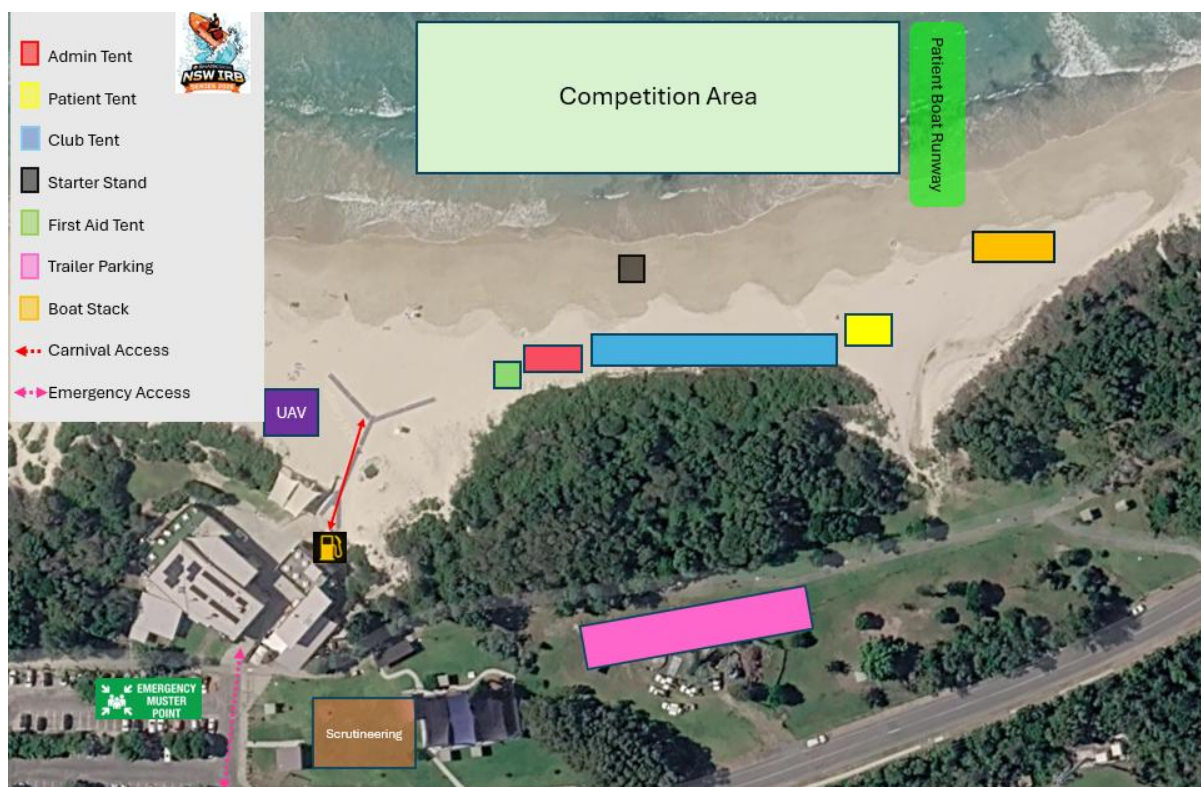 Admin Tent
Patient Tent
Club Tent
Starter Stand
First Aid Tent
Trailer Parking
Boat Stack
Carnival Access
Emergency Access
NSW IRB
Competition Area
Patient Boat Runway
UAV
EMERGENCY
MUSTER
POINT
Scrutineering